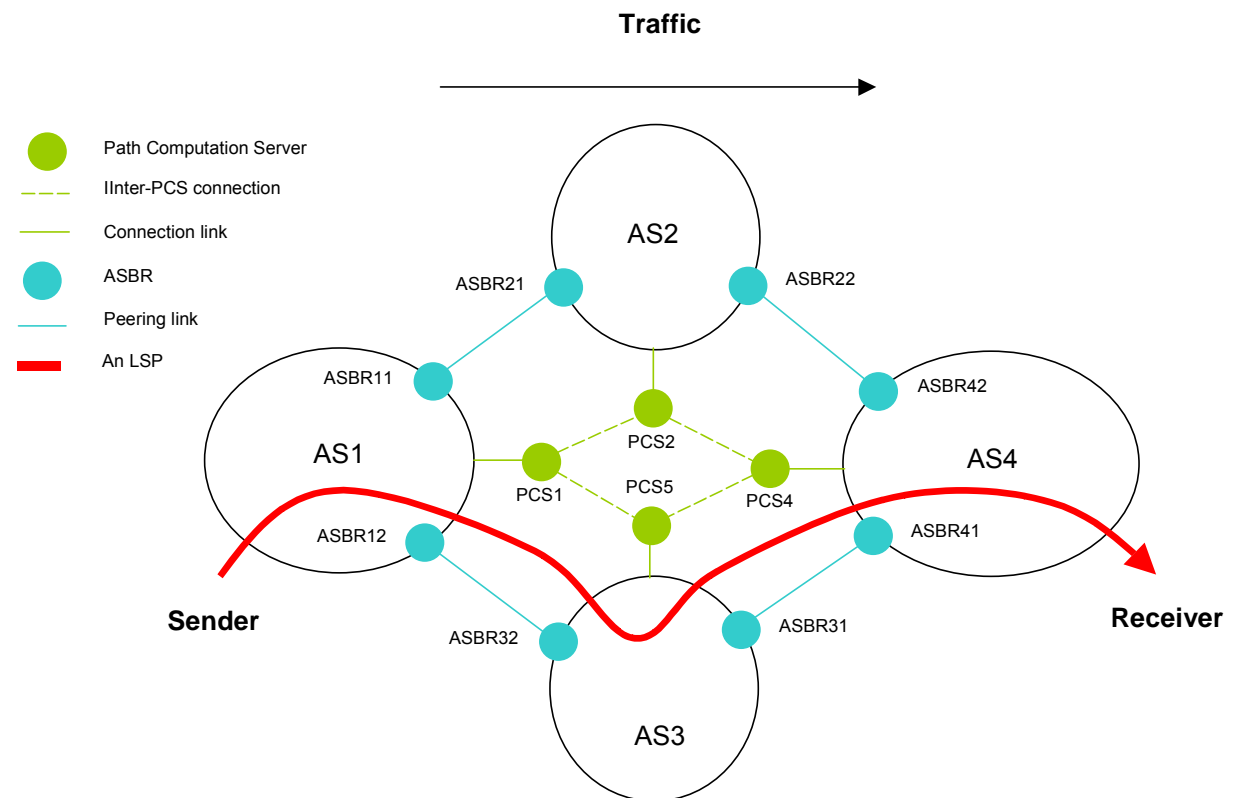 Traffic
Path Computation Server
IInter-PCS connection
Connection link
ASBR
Peering link
An LSP
AS2
ASBR21
ASBR22
ASBR11
ASBR42
AS1
PCS2
AS4
PCS1
PCS5
PCS4
ASBR12
ASBR41
Sender
Receiver
ASBR32
ASBR31
AS3